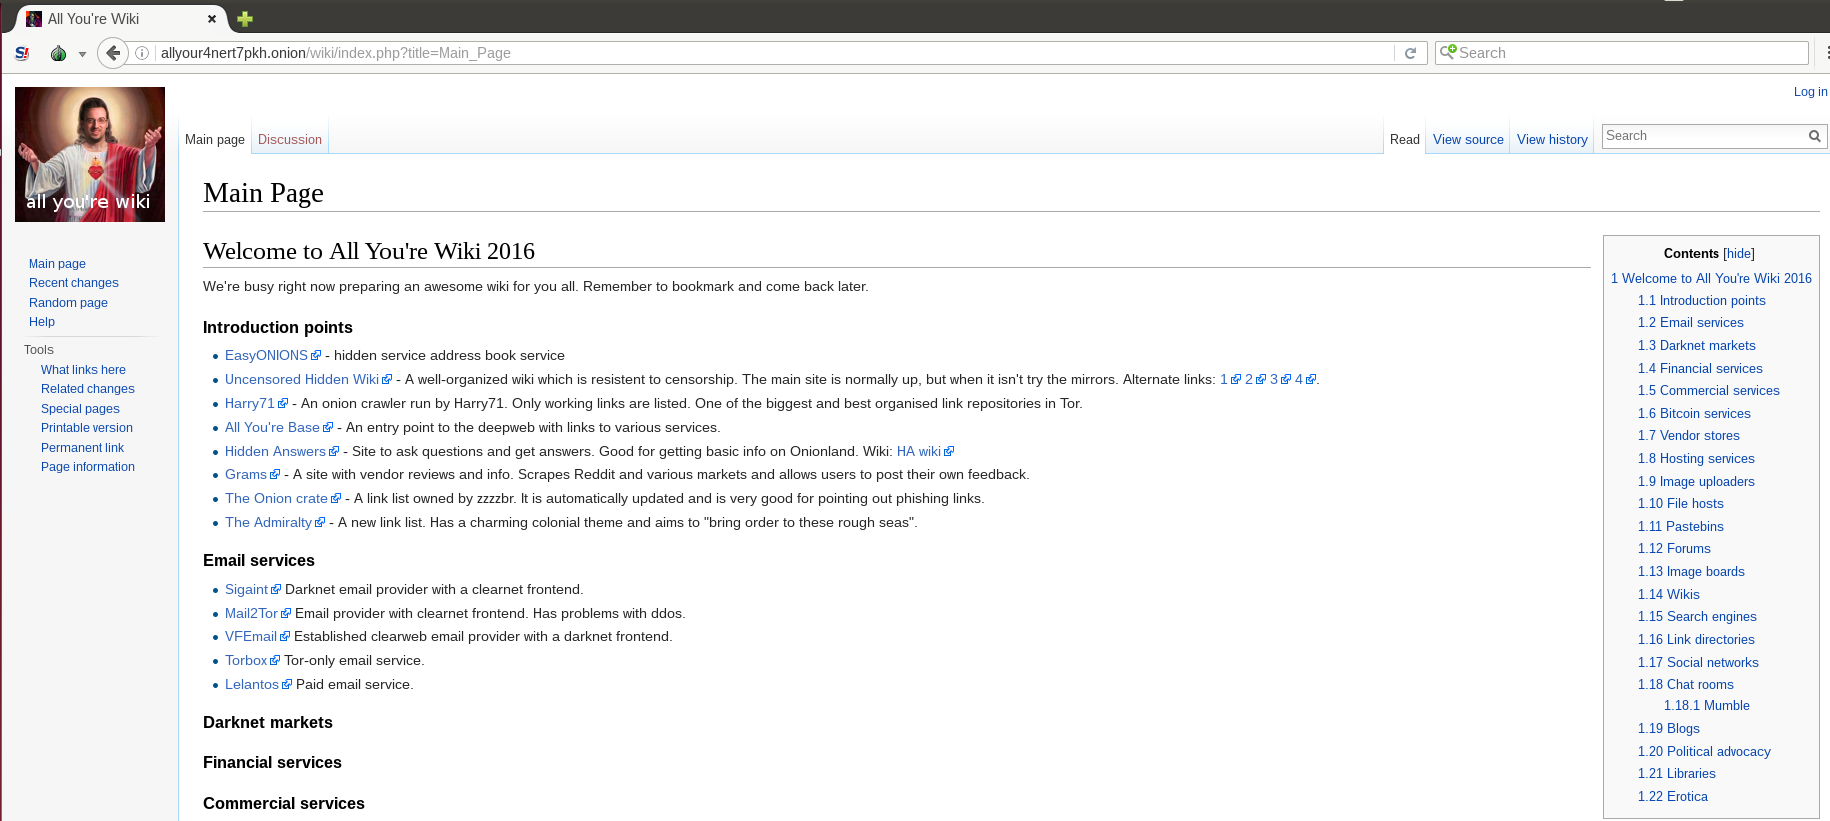 All You're Wiki
allyour4nert7pkh.onion/wiki/index.php?title=Main_Page
Search
Log in
all you're wiki
Main page
Discussion
Read
View source
View history
Search
Main Page
Main page
Recent changes
Random page
Help
Tools
What links here
Related changes
Special pages
Printable version
Permanent link
Page information
Welcome to All You're Wiki 2016
We're busy right now preparing an awesome wiki for you all. Remember to bookmark and come back later.
Introduction points
EasyONIONS - hidden service address book service
Uncensored Hidden Wiki - A well-organized wiki which is resistent to censorship. The main site is normally up, but when it isn't try the mirrors. Alternate links: 1 2 3 4.
Harry71 - An onion crawler run by Harry71. Only working links are listed. One of the biggest and best organised link repositories in Tor.
All You're Base - An entry point to the deepweb with links to various services.
Hidden Answers - Site to ask questions and get answers. Good for getting basic info on Onionland. Wiki: HA wiki
Grams - A site with vendor reviews and info. Scrapes Reddit and various markets and allows users to post their own feedback.
The Onion crate - A link list owned by zzzzbr. It is automatically updated and is very good for pointing out phishing links.
The Admiralty - A new link list. Has a charming colonial theme and aims to "bring order to these rough seas".
Email services
Sigaint Darknet email provider with a clearnet frontend.
Mail2Tor Email provider with clearnet frontend. Has problems with ddos.
VFEmail Established clearweb email provider with a darknet frontend.
Torbox Tor-only email service.
Lelantos Paid email service.
Darknet markets
Financial services
Commercial services
Contents [hide]
1 Welcome to All You're Wiki 2016
1.1 Introduction points
1.2 Email services
1.3 Darknet markets
1.4 Financial services
1.5 Commercial services
1.6 Bitcoin services
1.7 Vendor stores
1.8 Hosting services
1.9 Image uploaders
1.10 File hosts
1.11 Pastebins
1.12 Forums
1.13 Image boards
1.14 Wikis
1.15 Search engines
1.16 Link directories
1.17 Social networks
1.18 Chat rooms
1.18.1 Mumble
1.19 Blogs
1.20 Political advocacy
1.21 Libraries
1.22 Erotica